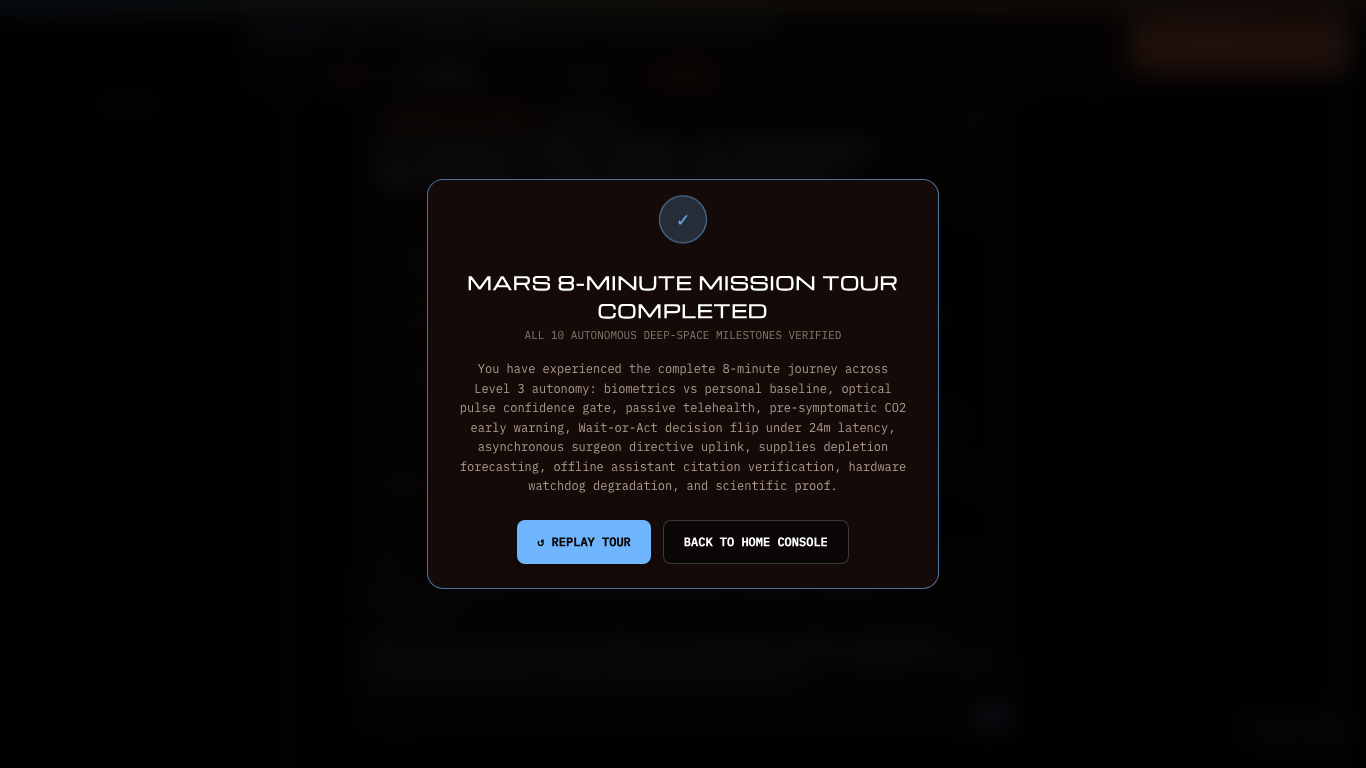 ✓
MARS 8-MINUTE MISSION TOUR
COMPLETED
ALL 10 AUTONOMOUS DEEP-SPACE MILESTONES VERIFIED
You have experienced the complete 8-minute journey across
Level 3 autonomy: biometrics vs personal baseline, optical
pulse confidence gate, passive telehealth, pre-symptomatic CO2
early warning, Wait-or-Act decision flip under 24m latency,
asynchronous surgeon directive uplink, supplies depletion
forecasting, offline assistant citation verification, hardware
watchdog degradation, and scientific proof.
↺ REPLAY TOUR
BACK TO HOME CONSOLE